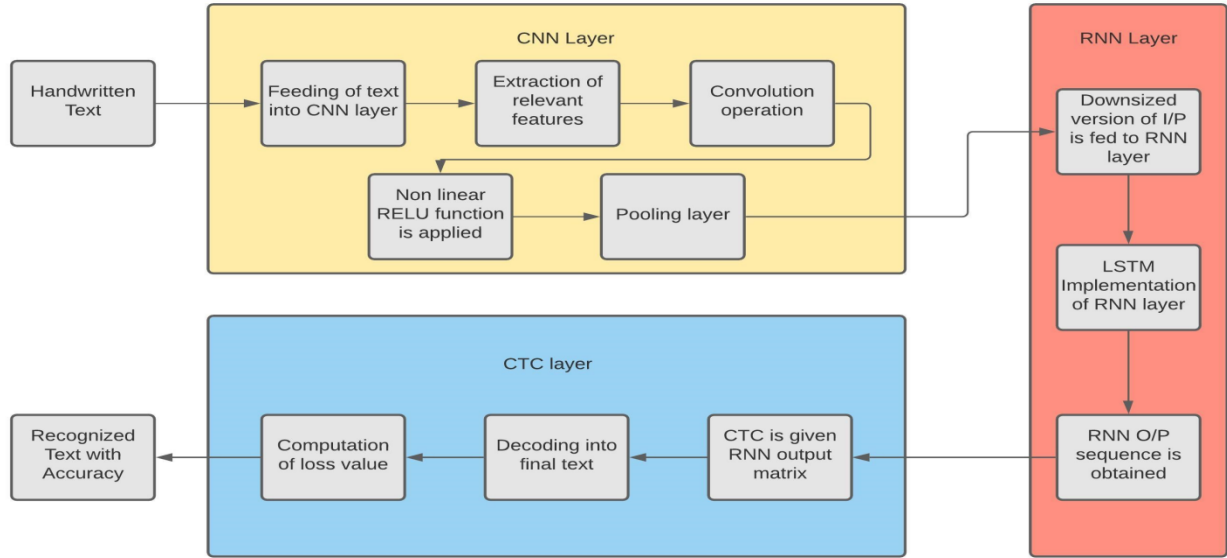 CNN Layer
RNN Layer
Handwritten
Text
Feeding of text
into CNN layer
Extraction of
relevant
features
Convolution
operation
Non linear
RELU function
is applied
Pooling layer
Downsized
version of I/P
is fed to RNN
layer
LSTM
Implementation
of RNN layer
RNN O/P
sequence is
obtained
CTC layer
CTC is given
RNN output
matrix
Decoding into
final text
Computation
of loss value
Recognized
Text with
Accuracy